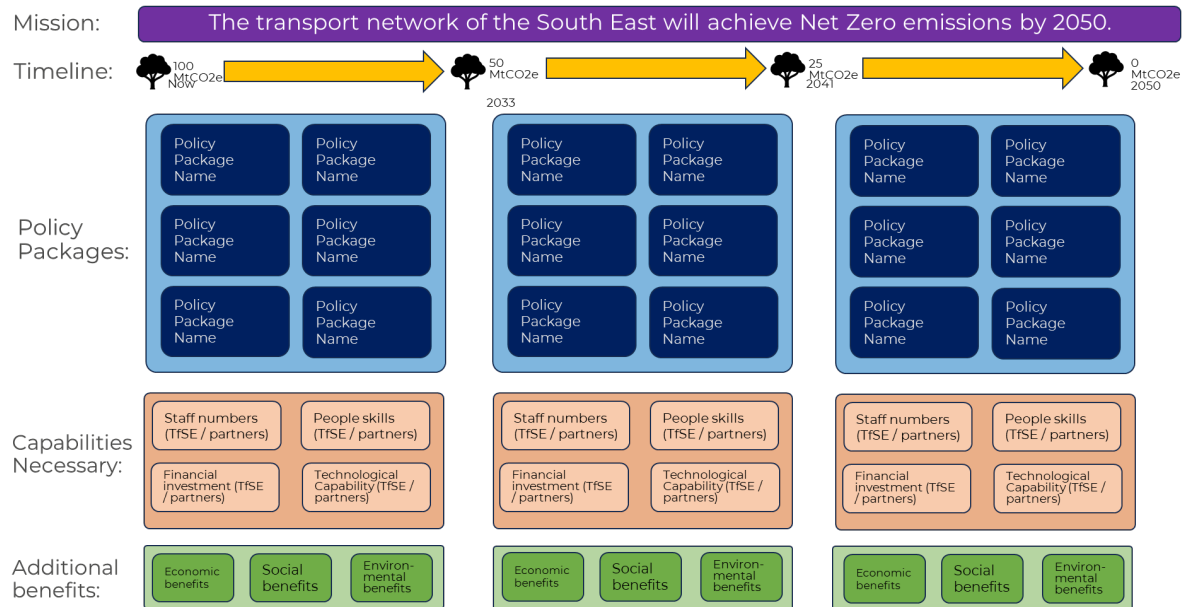 Mission:
The transport network of the South East will achieve Net Zero emissions by 2050.
Timeline:
100
MtCO2e
Now
50
MtCO2e
2033
25
MtCO2e
2041
0
MtCO2e
2050
Policy
Packages:
Policy
Package
Name
Policy
Package
Name
Policy
Package
Name
Policy
Package
Name
Policy
Package
Name
Policy
Package
Name
Policy
Package
Name
Policy
Package
Name
Policy
Package
Name
Policy
Package
Name
Policy
Package
Name
Policy
Package
Name
Policy
Package
Name
Policy
Package
Name
Policy
Package
Name
Policy
Package
Name
Policy
Package
Name
Policy
Package
Name
Capabilities
Necessary:
Staff numbers
(TfSE / partners)
People skills
(TfSE / partners)
Financial
investment (TfSE
/ partners)
Technological
Capability (TfSE /
partners)
Staff numbers
(TfSE / partners)
People skills
(TfSE / partners)
Financial
investment (TfSE
/ partners)
Technological
Capability (TfSE /
partners)
Staff numbers
(TfSE / partners)
People skills
(TfSE / partners)
Financial
investment (TfSE
/ partners)
Technological
Capability (TfSE /
partners)
Additional
benefits:
Economic
benefits
Social
benefits
Environ-
mental
benefits
Economic
benefits
Social
benefits
Environ-
mental
benefits
Economic
benefits
Social
benefits
Environ-
mental
benefits